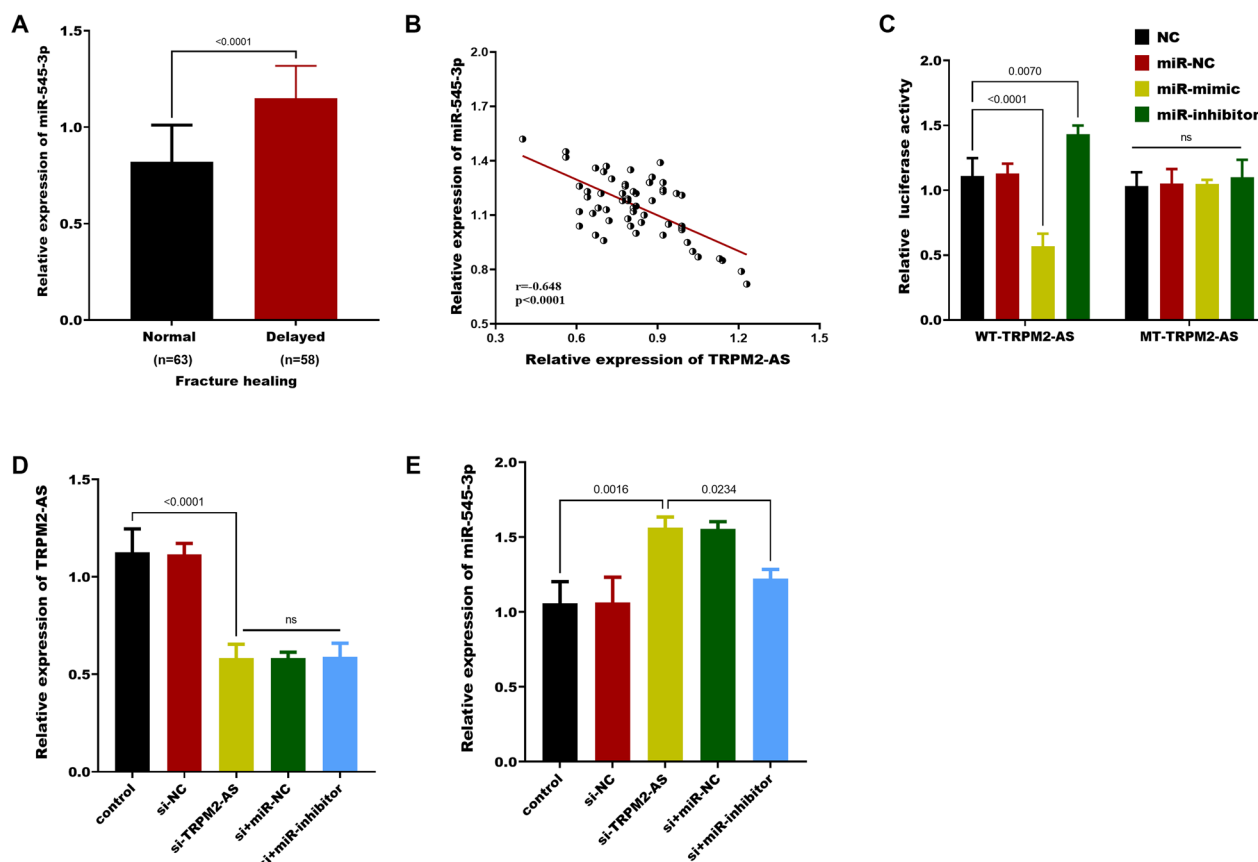 A
Relative expression of miR-545-3p
1.5
1.0
0.5
0.0
<0.0001
Normal
Delayed
(n=63)
(n=58)
Fracture healing
B
Relative expression of miR-545-3p
2.0
1.7
1.4
1.1
0.8
0.5
r=-0.648
p<0.0001
0.3
0.6
0.9
1.2
1.5
Relative expression of TRPM2-AS
C
NC
miR-NC
miR-mimic
miR-inhibitor
Relative luciferase activty
2.0
1.5
1.0
0.5
0.0
0.0070
<0.0001
ns
WT-TRPM2-AS
MT-TRPM2-AS
D
Relative expression of TRPM2-AS
1.5
1.0
0.5
0.0
<0.0001
ns
control
si-NC
si-TRPM2-AS
si+miR-NC
si+miR-inhibitor
E
Relative expression of miR-545-3p
2.0
1.5
1.0
0.5
0.0
0.0016
0.0234
control
si-NC
si-TRPM2-AS
si+miR-NC
si+miR-inhibitor